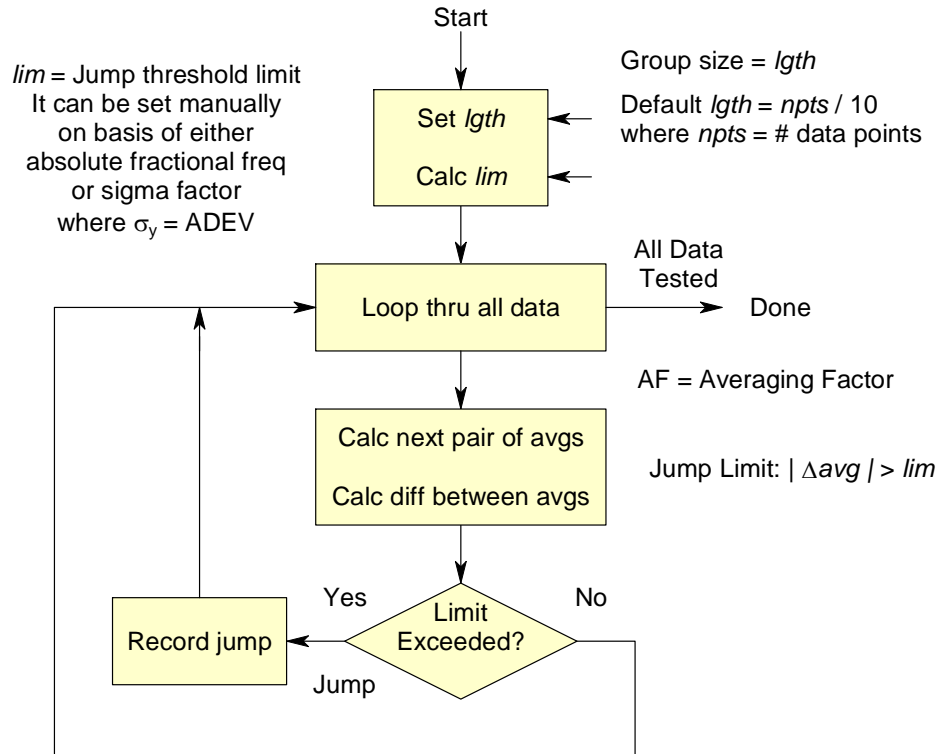 Start
lim = Jump threshold limit
It can be set manually
on basis of either
absolute fractional freq
or sigma factor
where σy = ADEV
Group size = lgth
Default lgth = npts / 10
where npts = # data points
Set lgth
Calc lim
All Data
Tested
Loop thru all data
Done
AF = Averaging Factor
Calc next pair of avgs
Calc diff between avgs
Jump Limit: | Δavg | > lim
Yes
No
Limit
Exceeded?
Record jump
Jump